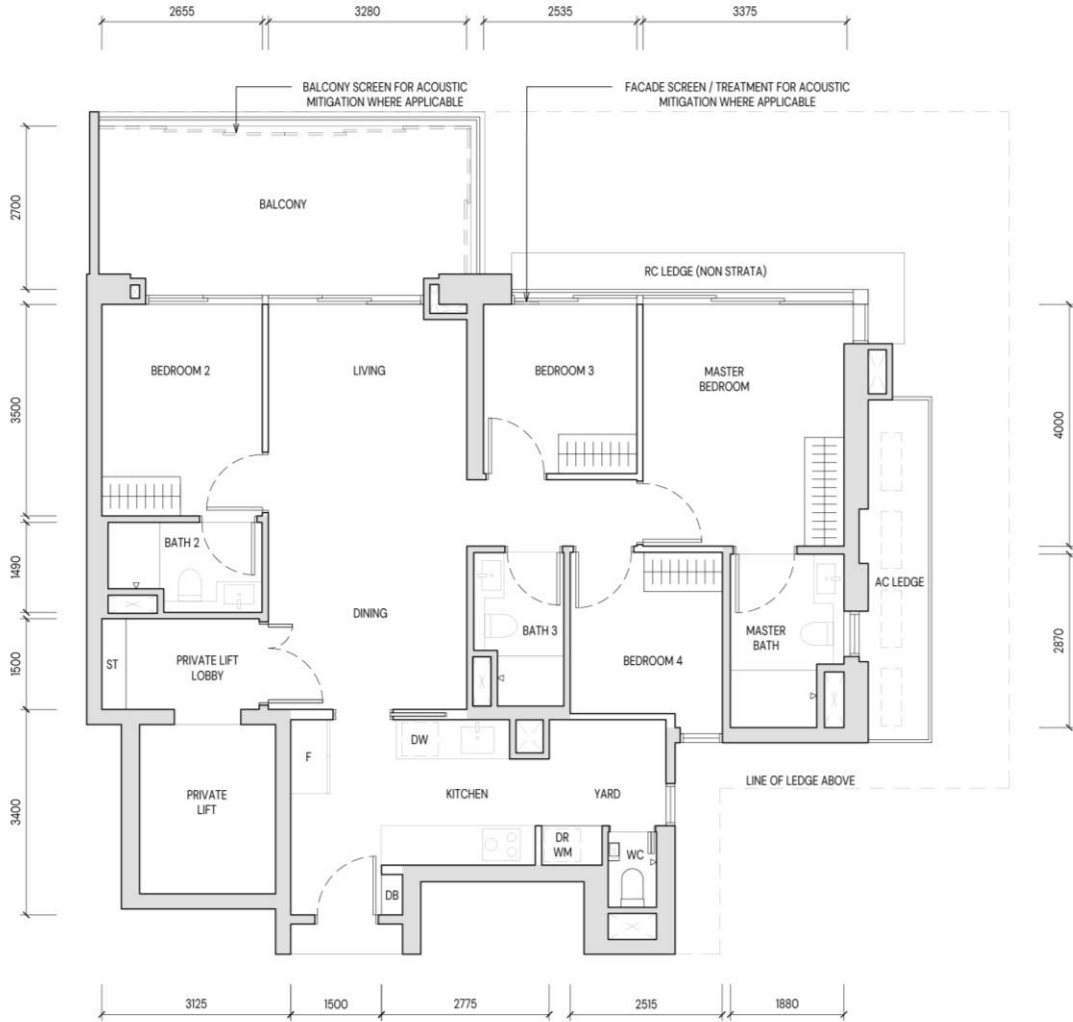 2655
3280
2535
3375
BALCONY SCREEN FOR ACOUSTIC
MITIGATION WHERE APPLICABLE
FACADE SCREEN / TREATMENT FOR ACOUSTIC
MITIGATION WHERE APPLICABLE
2700
BALCONY
RC LEDGE (NON STRATA)
BEDROOM 2
LIVING
BEDROOM 3
MASTER
BEDROOM
3500
4000
BATH 2
1490
AC LEDGE
DINING
BATH 3
MASTER
BATH
2870
ST
PRIVATE LIFT
LOBBY
BEDROOM 4
1500
DW
F
PRIVATE
LIFT
KITCHEN
YARD
LINE OF LEDGE ABOVE
3400
DR
WM
WC
DB
3125
1500
2775
2515
1880